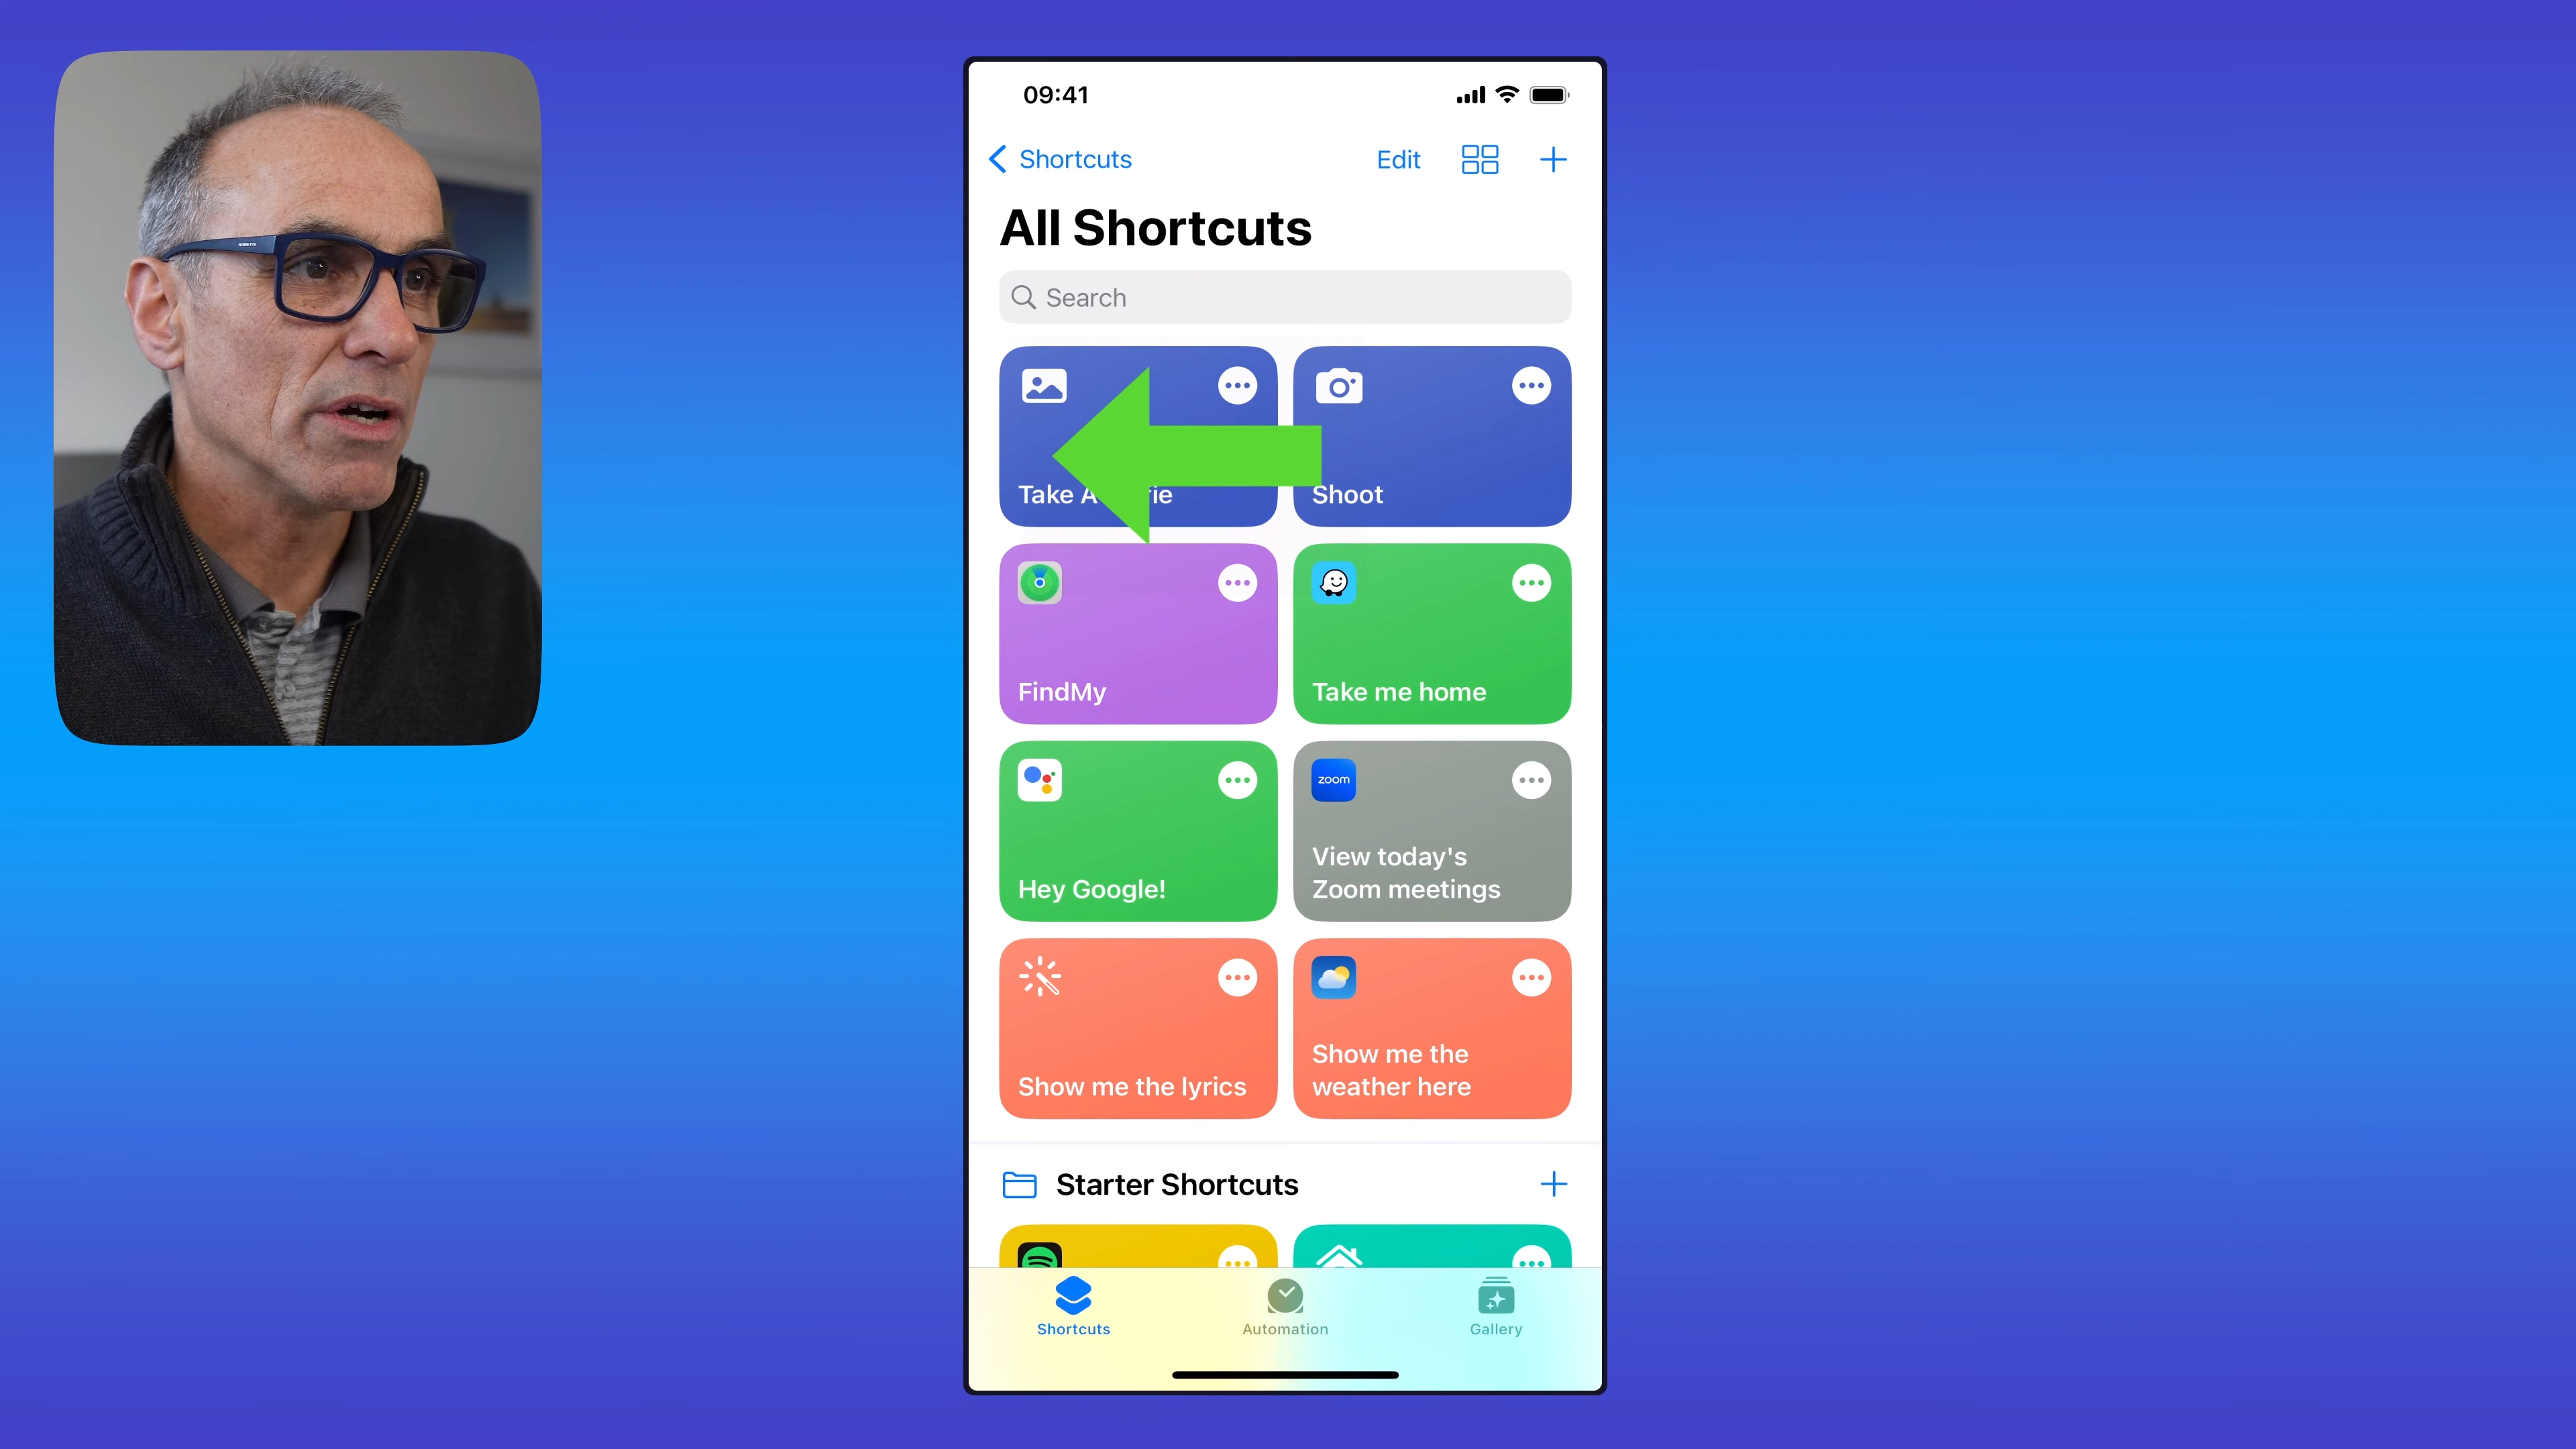 09:41
Shortcuts
Edit
All Shortcuts
Search
Take A
Shoot
FindMy
Take me home
Hey Google!
zoom
View today's
Zoom meetings
Show me the lyrics
Show me the
weather here
Starter Shortcuts
Shortcuts
Automation
Gallery